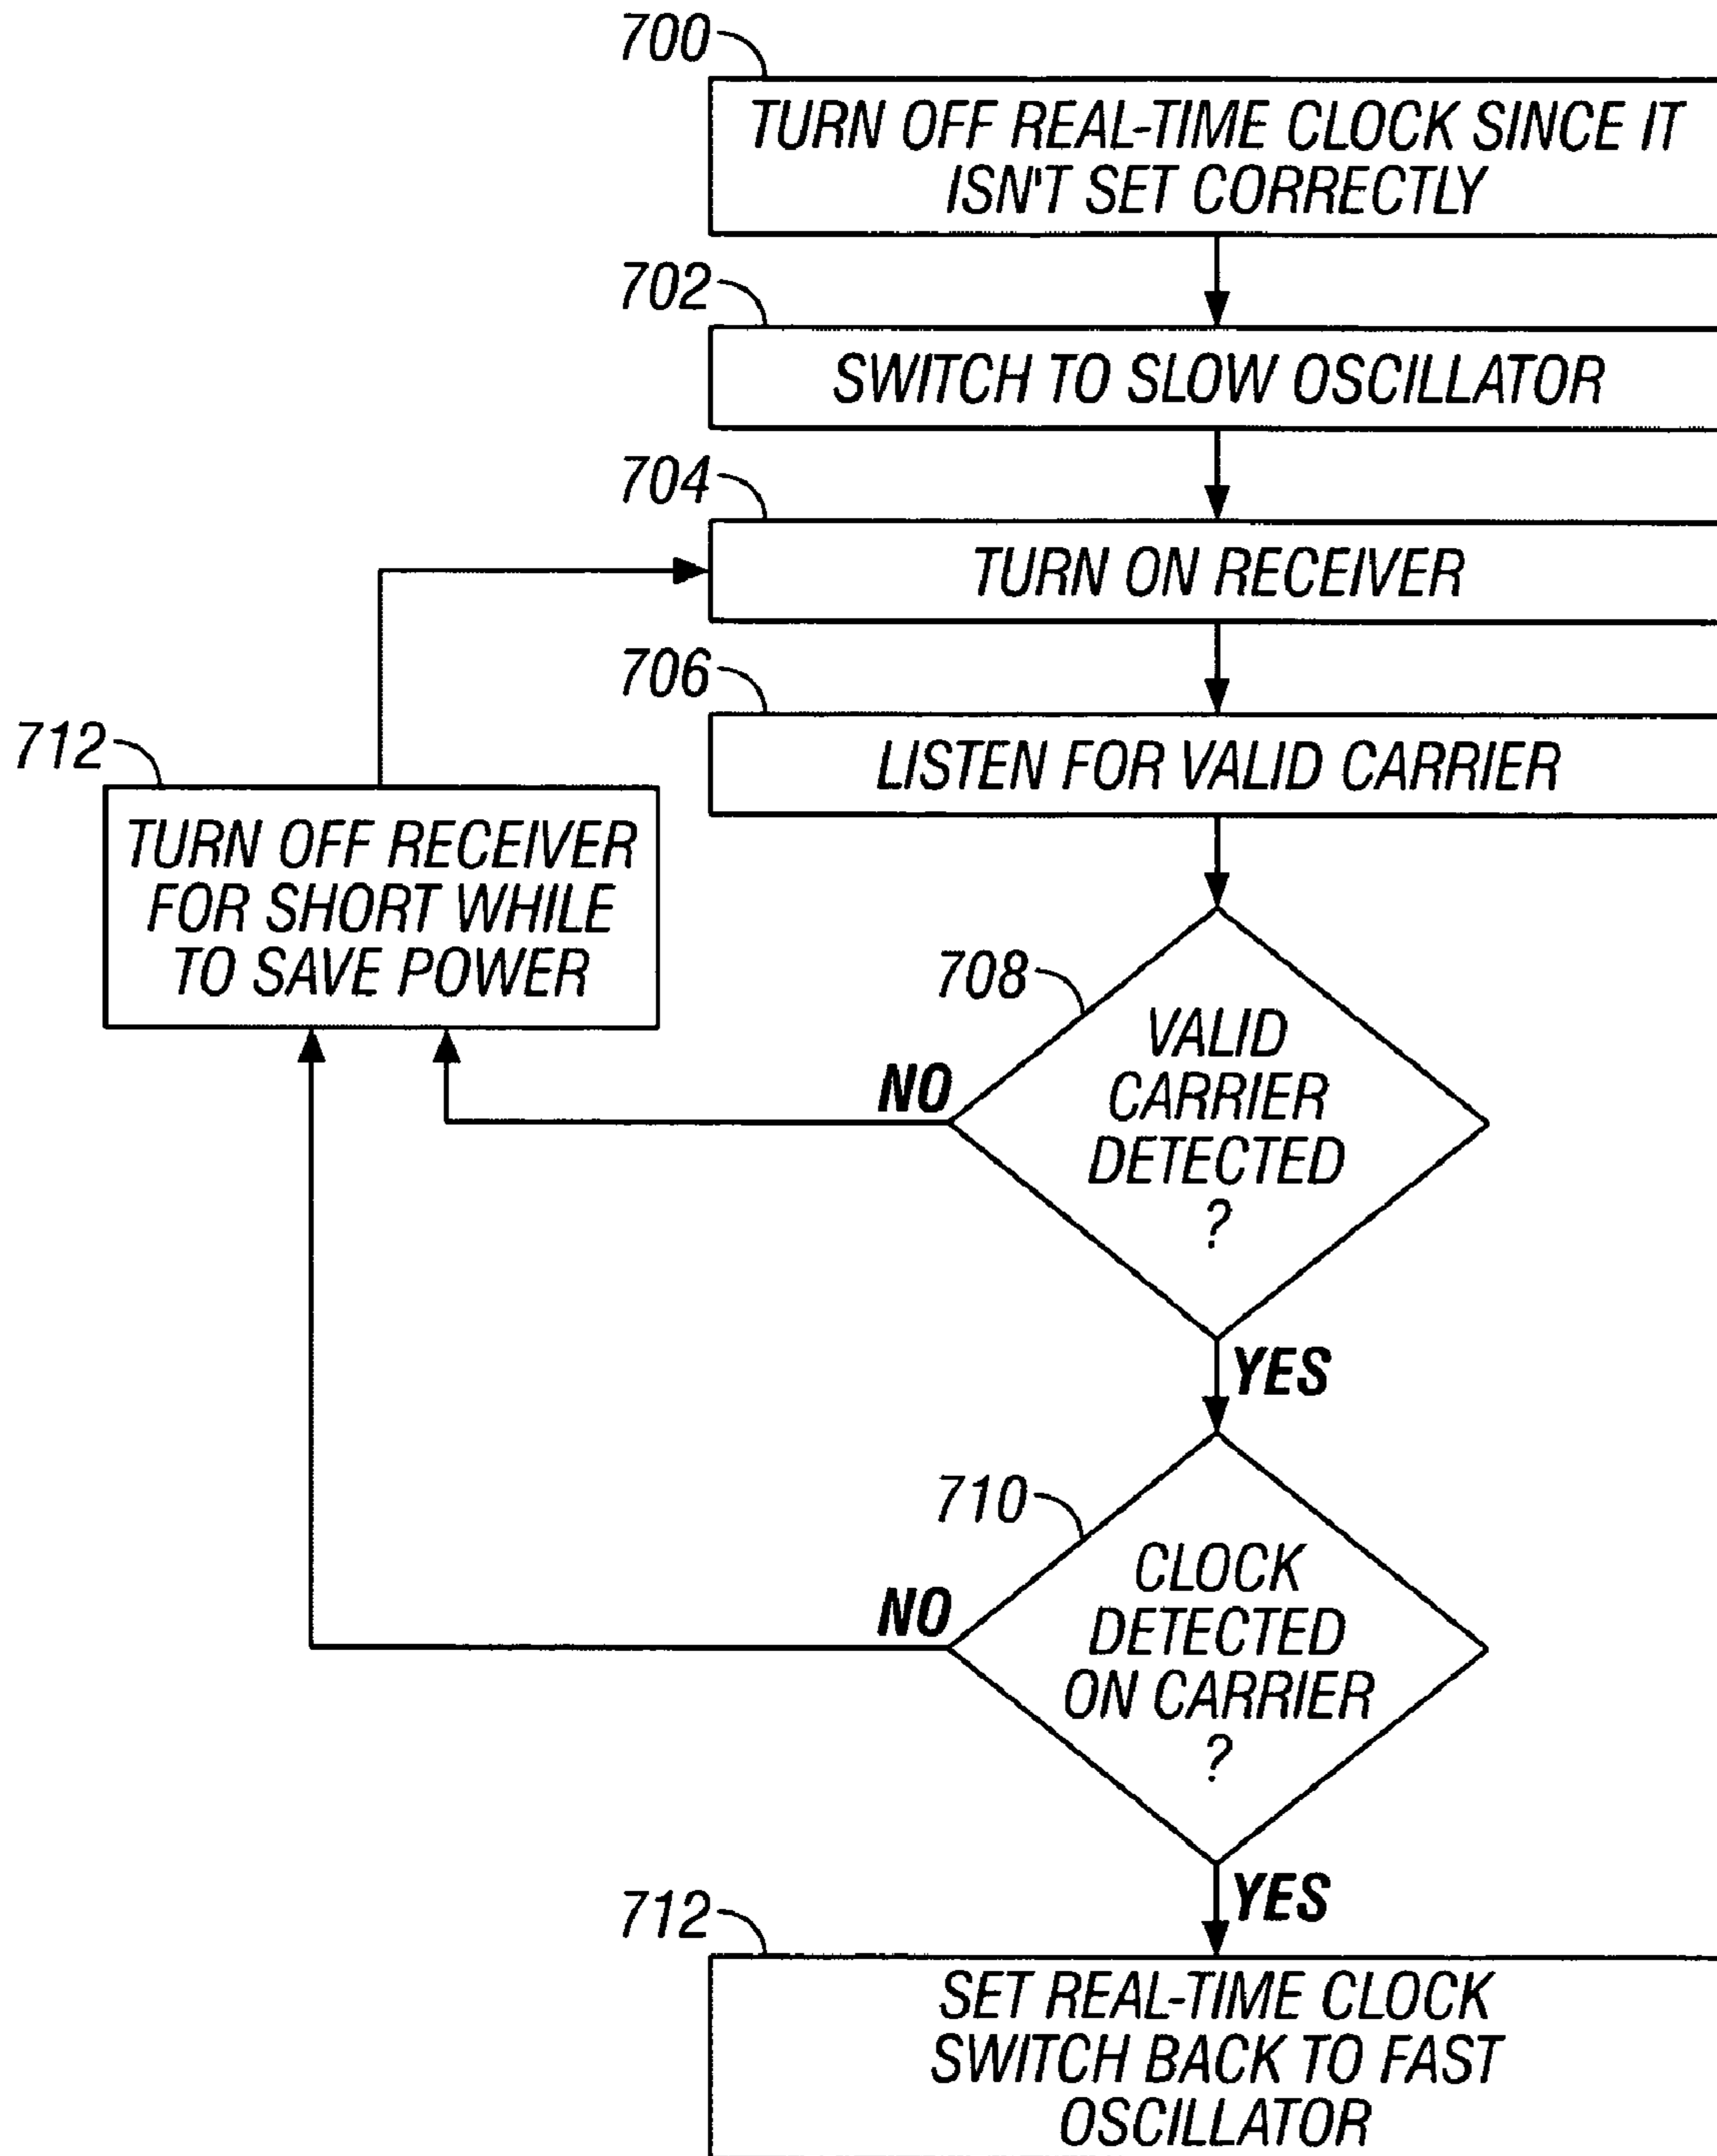 700
TURN OFF REAL-TIME CLOCK SINCE IT
ISN'T SET CORRECTLY
702
SWITCH TO SLOW OSCILLATOR
704
TURN ON RECEIVER
706
LISTEN FOR VALID CARRIER
712
TURN OFF RECEIVER
FOR SHORT WHILE
TO SAVE POWER
708
VALID
CARRIER
DETECTED
?
NO
YES
710
CLOCK
DETECTED
ON CARRIER
?
NO
YES
712
SET REAL-TIME CLOCK
SWITCH BACK TO FAST
OSCILLATOR